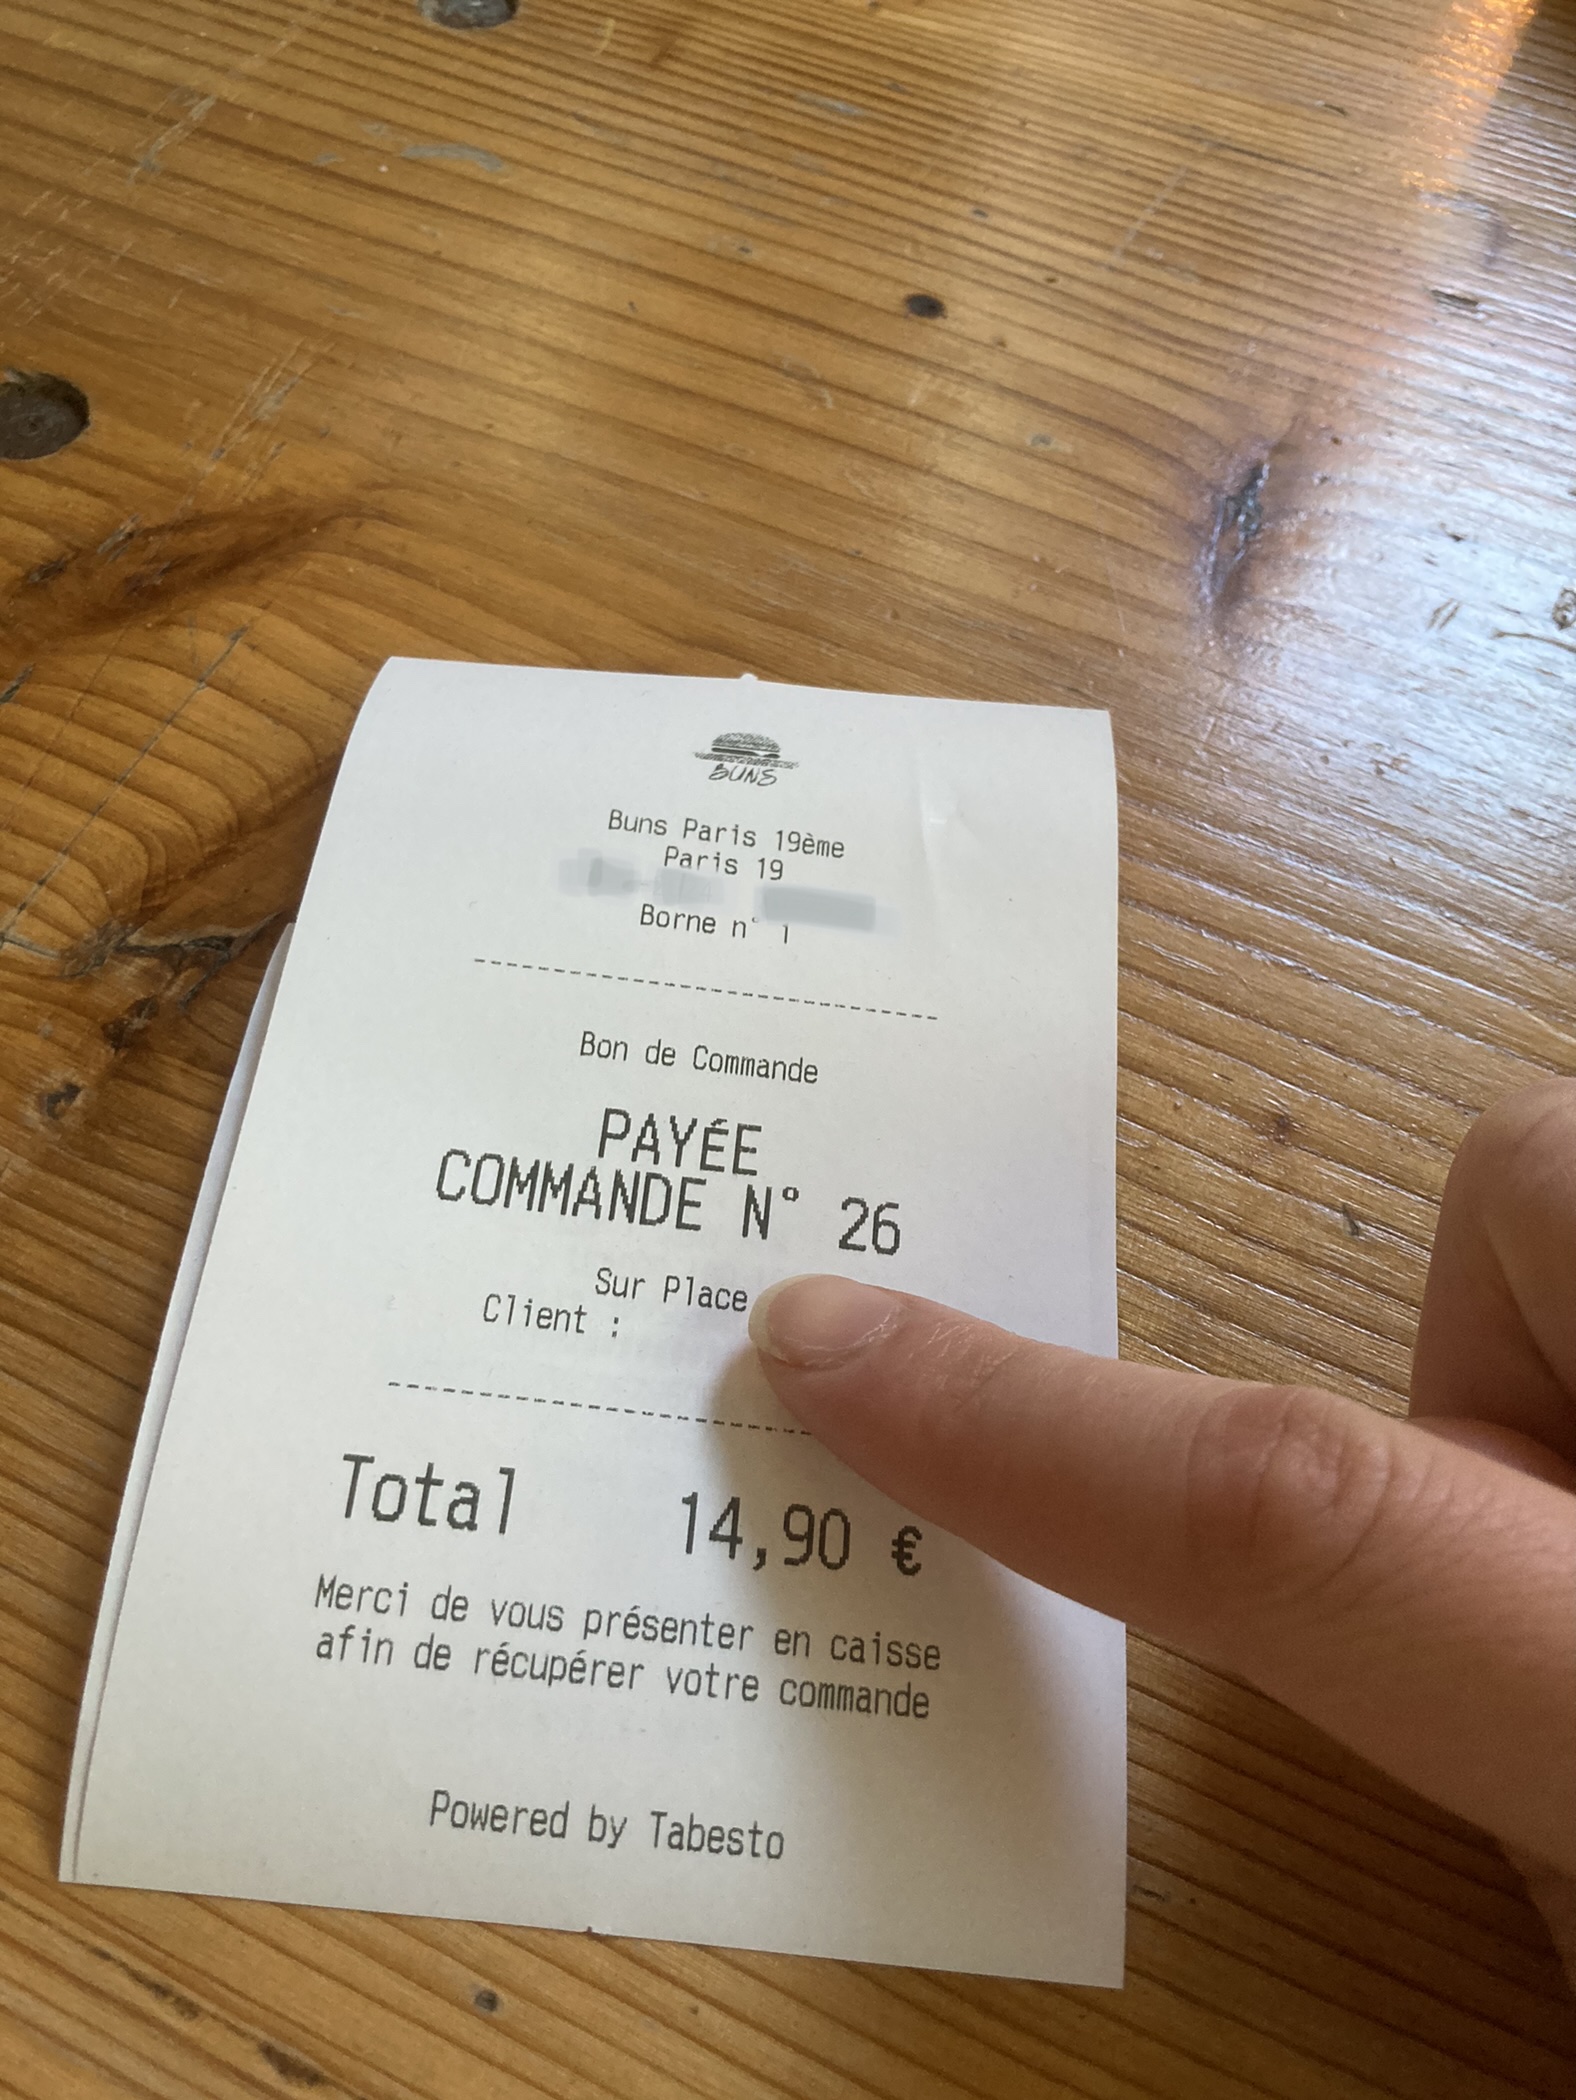 BUNS
Buns Paris 19ème
Paris 19
Borne n° 1
Bon de Commande
PAYÉE
COMMANDE N° 26
Sur Place
Client :
Total 14,90 €
Merci de vous présenter en caisse
afin de récupérer votre commande
Powered by Tabesto